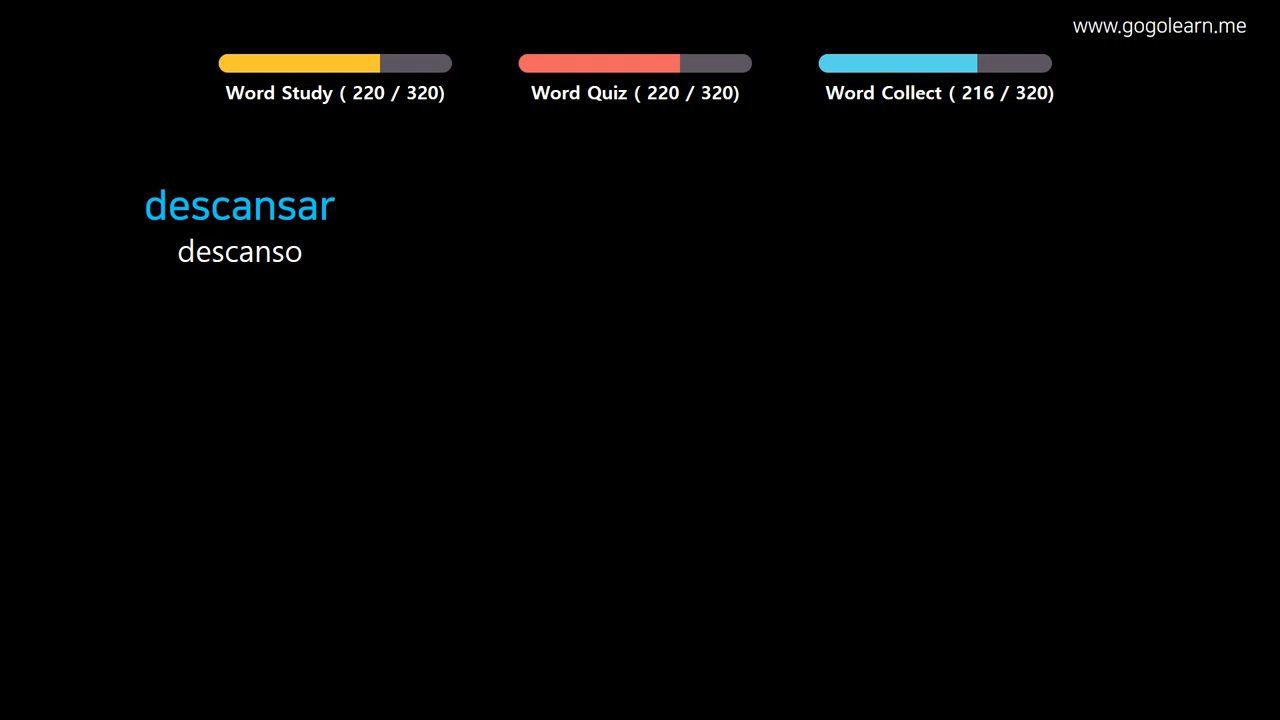 www.gogolearn.me
Word Study ( 220 / 320)
Word Quiz ( 220 / 320)
Word Collect ( 216 / 320)
descansar
descanso